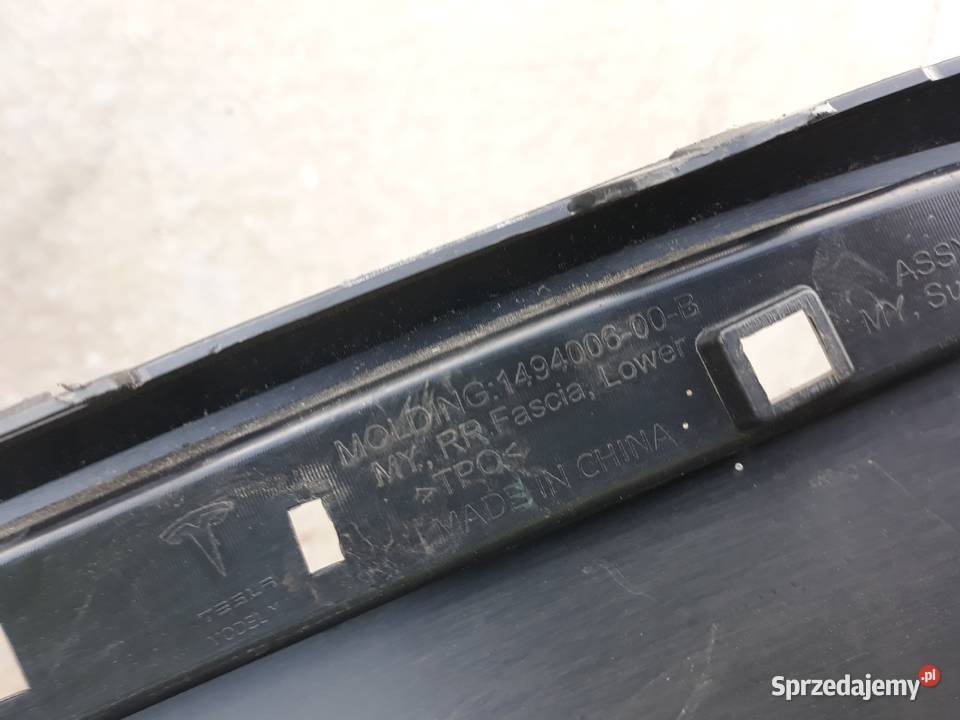 MOLDING:1494006-00-B
MY, RR Fascia, Lower
>TPO<
MADE IN CHINA
ASSY
MY, Su
TESLA
MODEL Y
Sprzedajemy.pl